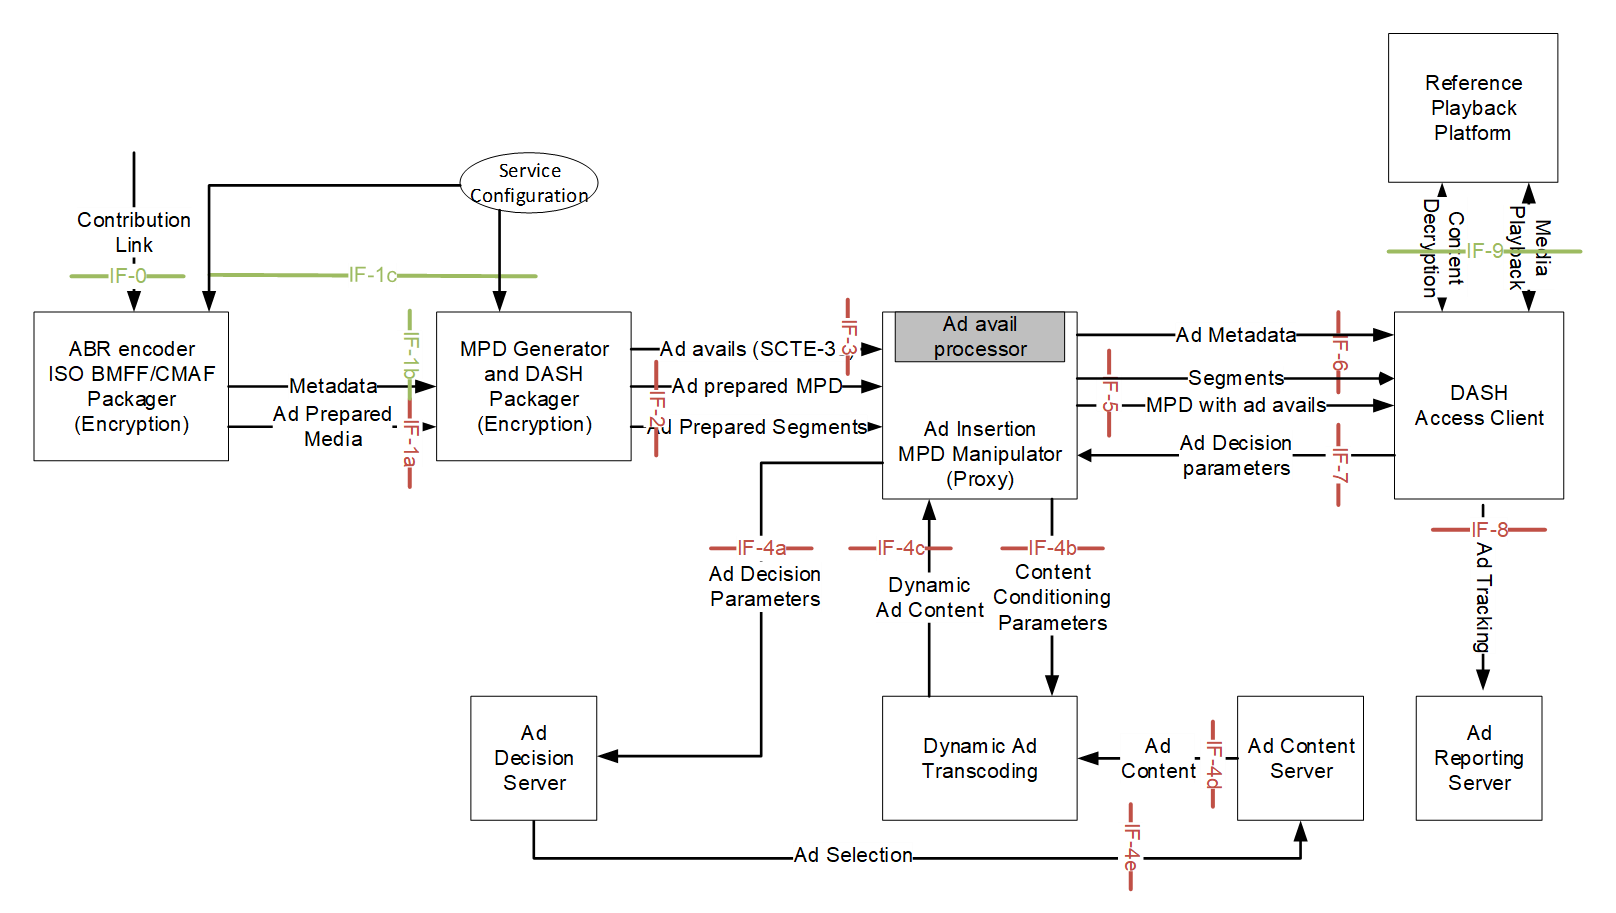 Reference
Playback
Platform
Service
Configuration
Contribution
Link
IF-0
IF-1c
Content
Decryption
Media
Playback
IF-9
ABR encoder
ISO BMFF/CMAF
Packager
(Encryption)
IF-1b
Metadata
Ad Prepared
Media
IF-1a
MPD Generator
and DASH
Packager
(Encryption)
Ad avails (SCTE-3
IF-3
Ad prepared MPD
IF-2
Ad Prepared Segments
Ad avail
processor
Ad Insertion
MPD Manipulator
(Proxy)
Ad Metadata
IF-6
Segments
IF-5
MPD with ad avails
Ad Decision
parameters
IF-7
DASH
Access Client
IF-4a
Ad Decision
Parameters
IF-4c
Dynamic
Ad Content
IF-4b
Content
Conditioning
Parameters
IF-8
Ad Tracking
Ad
Decision
Server
Dynamic Ad
Transcoding
Ad
Content
IF-4d
Ad Content
Server
Ad
Reporting
Server
Ad Selection
IF-4e